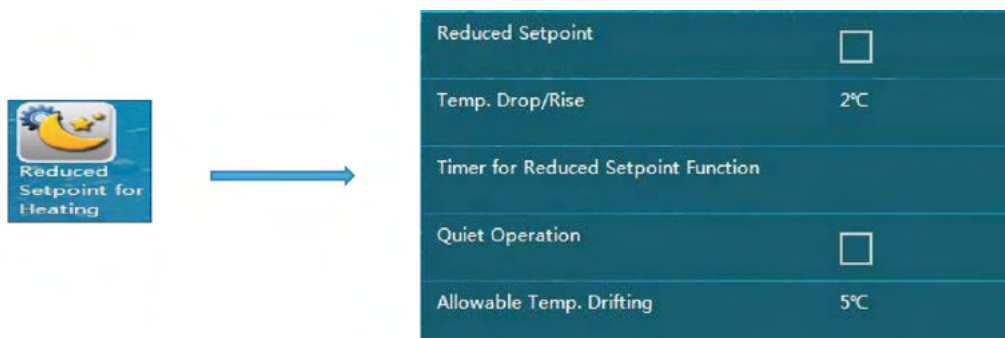 Reduced
Setpoint for
Heating
Reduced Setpoint
Temp. Drop/Rise 2℃
Timer for Reduced Setpoint Function
Quiet Operation
Allowable Temp. Drifting 5℃